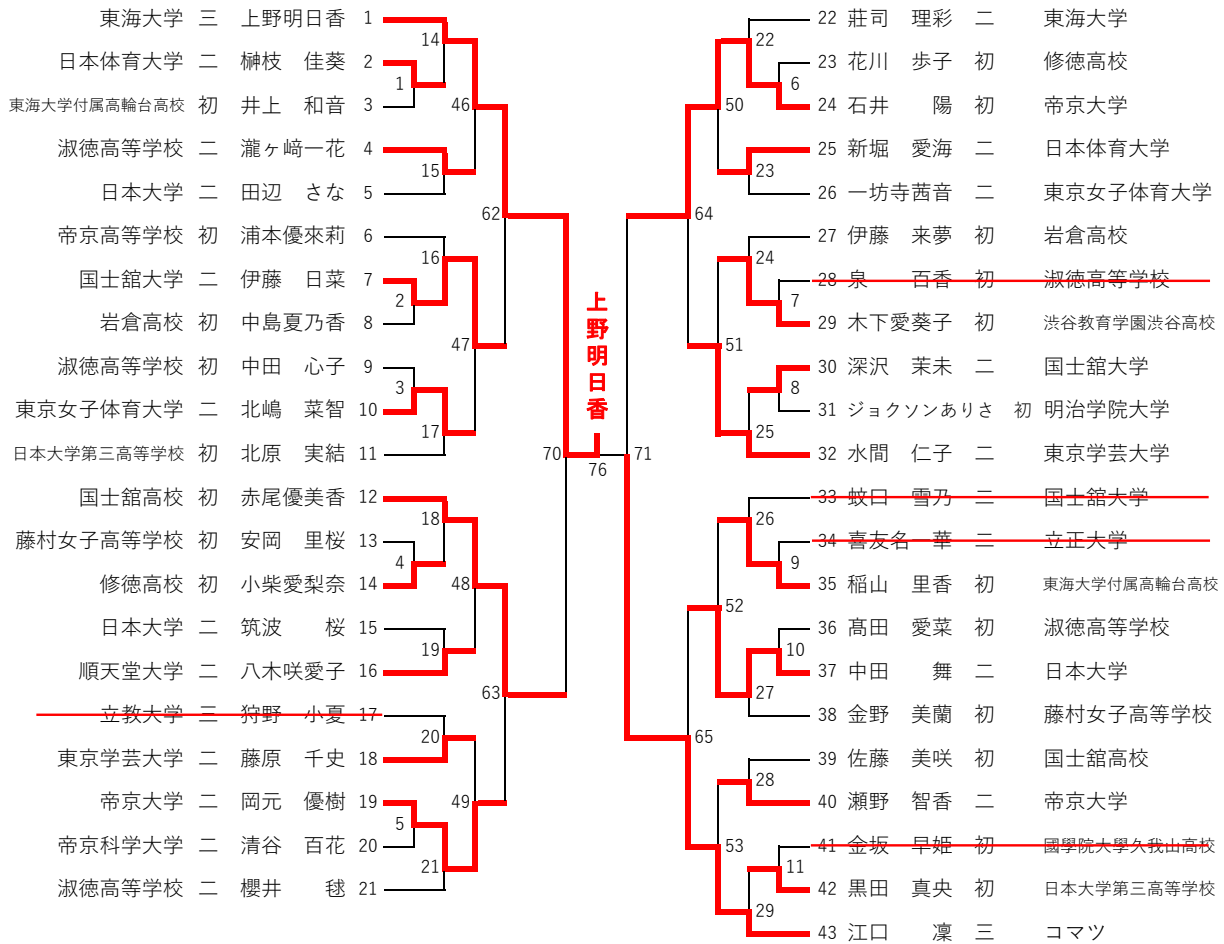 東海大学 三 上野明日香 1
日本体育大学 二 榊枝 佳葵 2
東海大学付属高輪台高校 初 井上 和音 3
淑徳高等学校 二 瀧ヶ﨑一花 4
日本大学 二 田辺 さな 5
帝京高等学校 初 浦本優來莉 6
国士舘大学 二 伊藤 日菜 7
岩倉高校 初 中島夏乃香 8
淑徳高等学校 初 中田 心子 9
東京女子体育大学 二 北嶋 菜智 10
日本大学第三高等学校 初 北原 実結 11
国士舘高校 初 赤尾優美香 12
藤村女子高等学校 初 安岡 里桜 13
修徳高校 初 小柴愛梨奈 14
日本大学 二 筑波 桜 15
順天堂大学 二 八木咲愛子 16
立教大学 三 狩野 小夏 17
東京学芸大学 二 藤原 千史 18
帝京大学 二 岡元 優樹 19
帝京科学大学 二 清谷 百花 20
淑徳高等学校 二 櫻井 毬 21
1
2
3
4
5
14
15
16
17
18
19
20
21
46
47
48
49
62
63
70
上野明日香
76
71
64
65
50
51
52
53
22
23
24
25
26
27
28
29
6
7
8
9
10
11
22 莊司 理彩 二 東海大学
23 花川 歩子 初 修徳高校
24 石井 陽 初 帝京大学
25 新堀 愛海 二 日本体育大学
26 一坊寺茜音 二 東京女子体育大学
27 伊藤 来夢 初 岩倉高校
28 泉 百香 初 淑徳高等学校
29 木下愛葵子 初 渋谷教育学園渋谷高校
30 深沢 茉未 二 国士舘大学
31 ジョクソンありさ 初 明治学院大学
32 水間 仁子 二 東京学芸大学
33 蚊口 雪乃 二 国士舘大学
34 喜友名一華 二 立正大学
35 稲山 里香 初 東海大学付属高輪台高校
36 髙田 愛菜 初 淑徳高等学校
37 中田 舞 二 日本大学
38 金野 美蘭 初 藤村女子高等学校
39 佐藤 美咲 初 国士舘高校
40 瀬野 智香 二 帝京大学
41 金坂 早姫 初 國學院大學久我山高校
42 黒田 真央 初 日本大学第三高等学校
43 江口 凜 三 コマツ